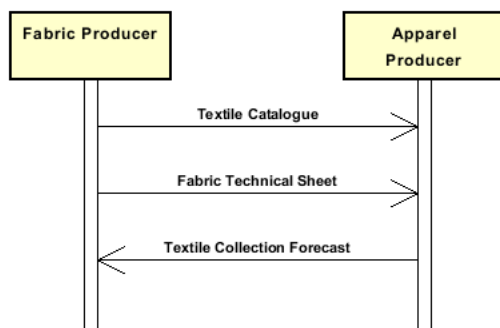 Fabric Producer
Apparel
Producer
Textile Catalogue
Fabric Technical Sheet
Textile Collection Forecast